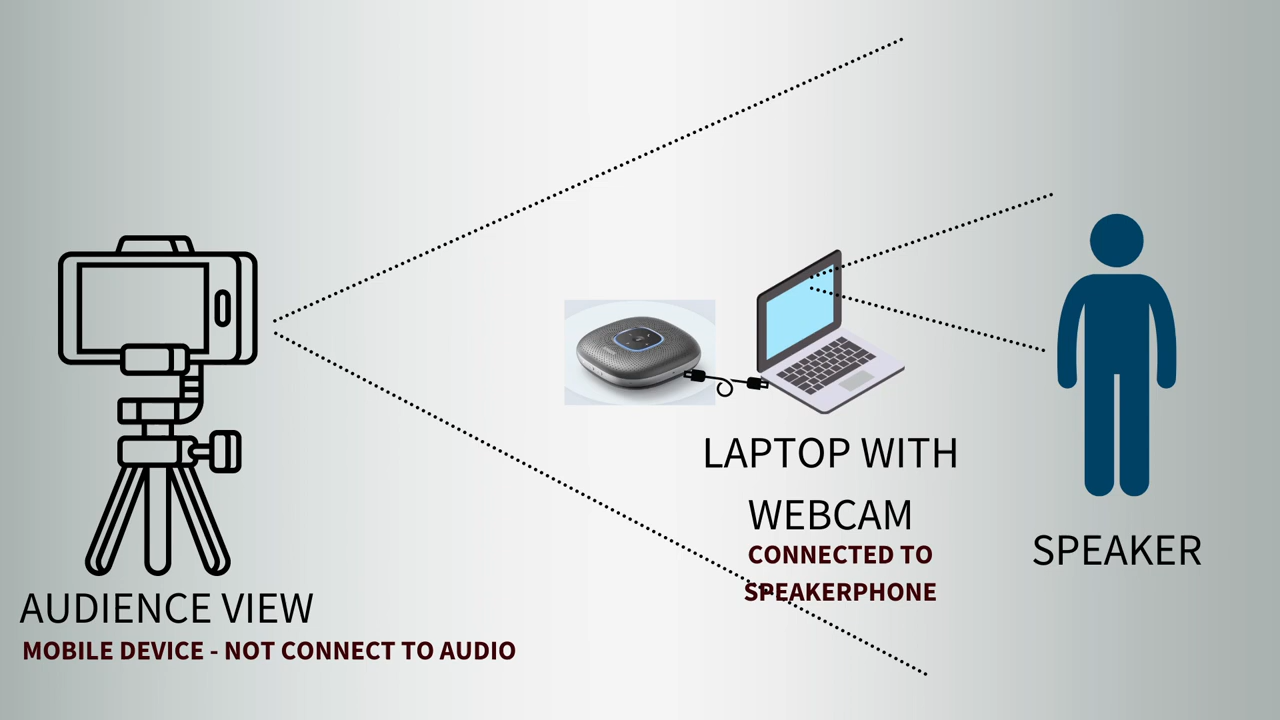 LAPTOP WITH
WEBCAM
CONNECTED TO
SPEAKERPHONE
SPEAKER
AUDIENCE VIEW
MOBILE DEVICE - NOT CONNECT TO AUDIO